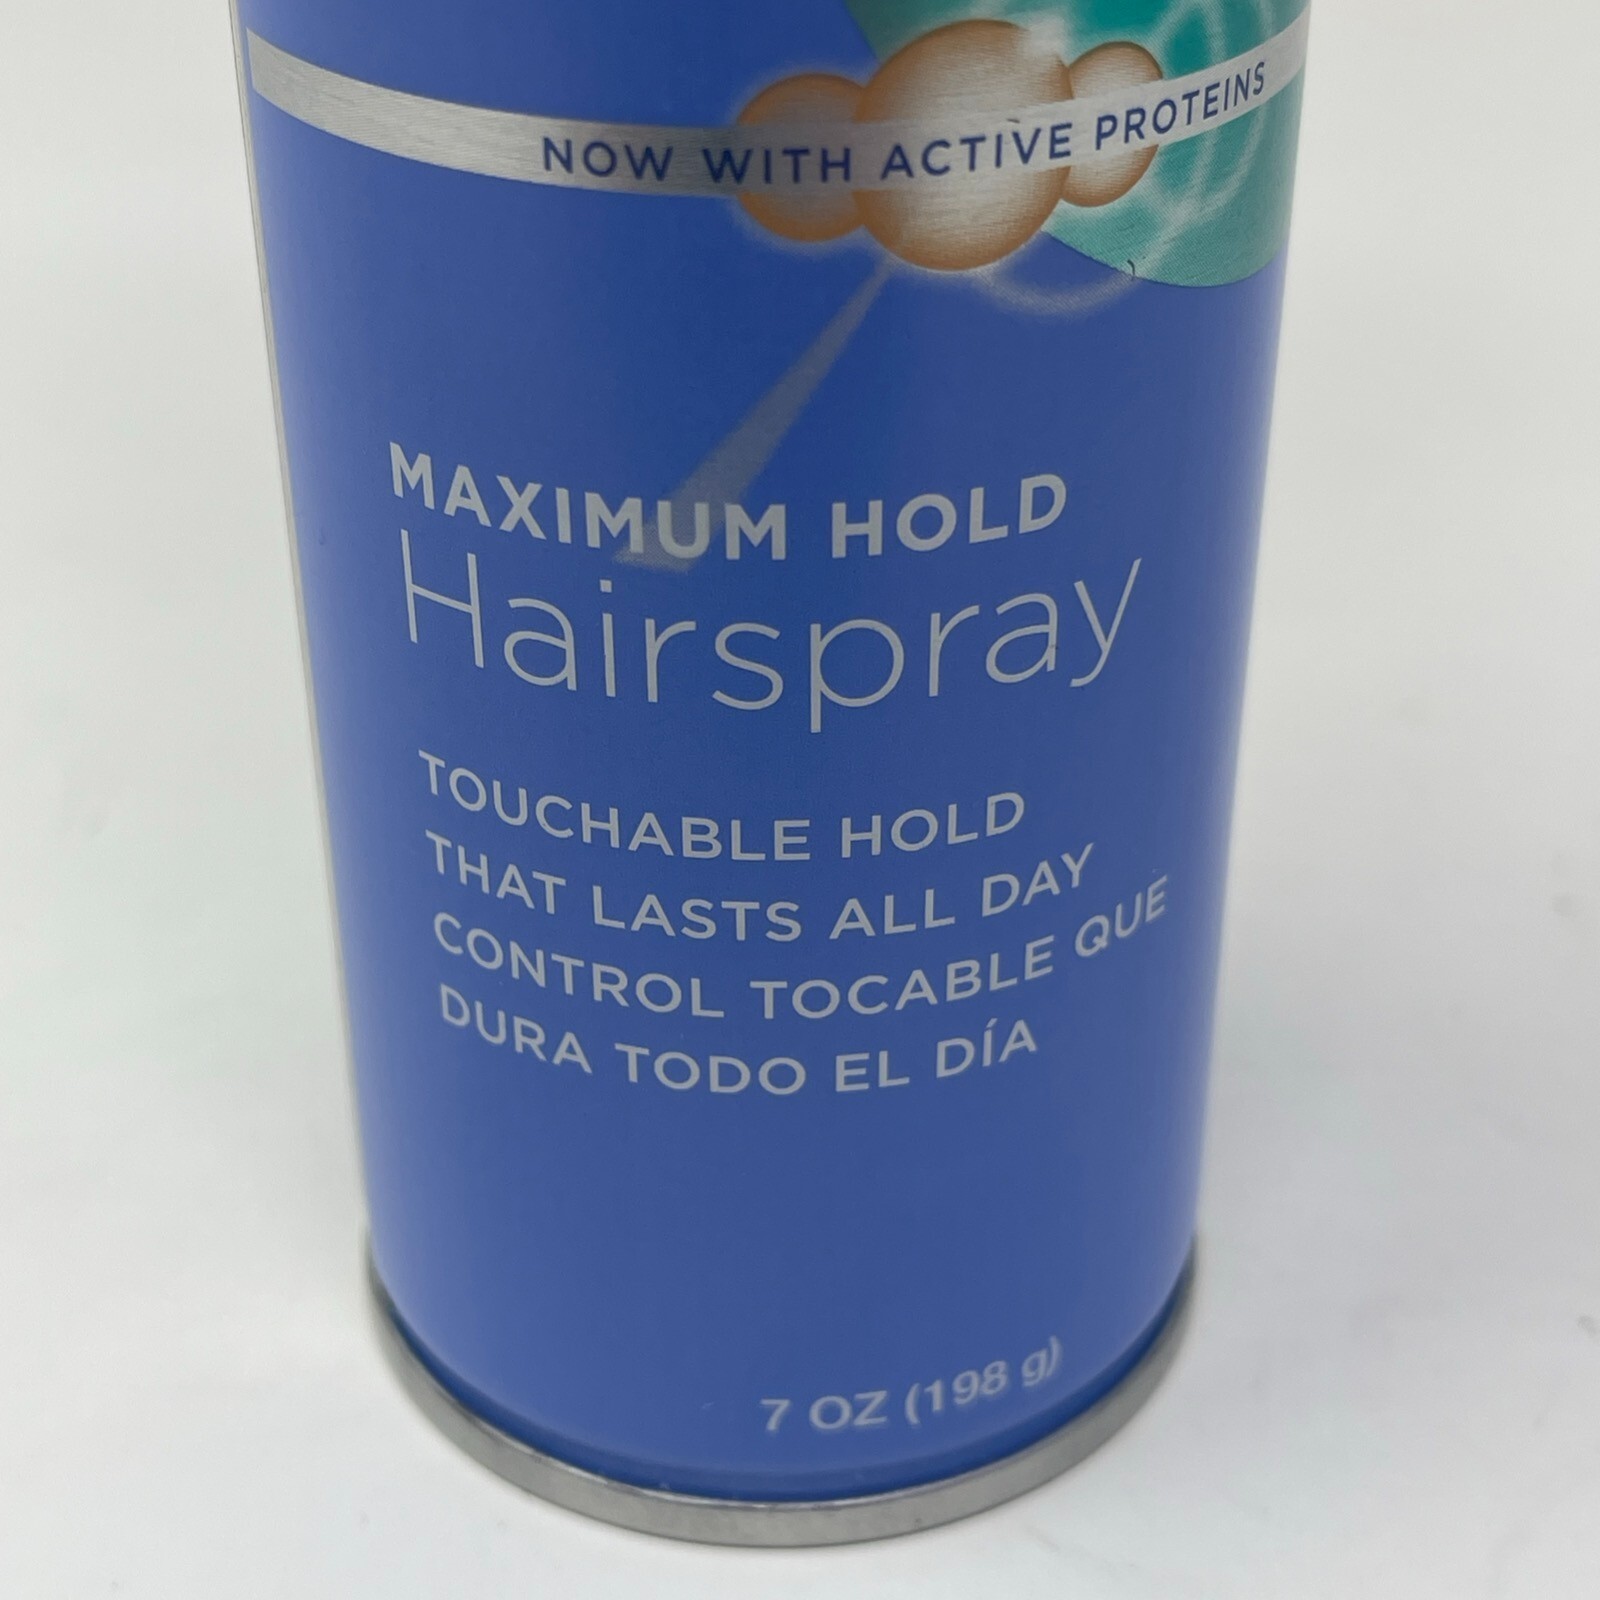 NOW WITH ACTIVE PROTEINS
MAXIMUM HOLD
Hairspray
TOUCHABLE HOLD
THAT LASTS ALL DAY
CONTROL TOCABLE QUE
DURA TODO EL DÍA
7 OZ (198 g)